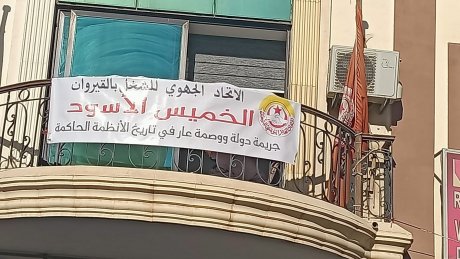 الاتحاد الجهوي للشغل بالقيروان
الخميس الأسود
جريمة دولة ووصمة عار في تاريخ الأنظمة الحاكمة